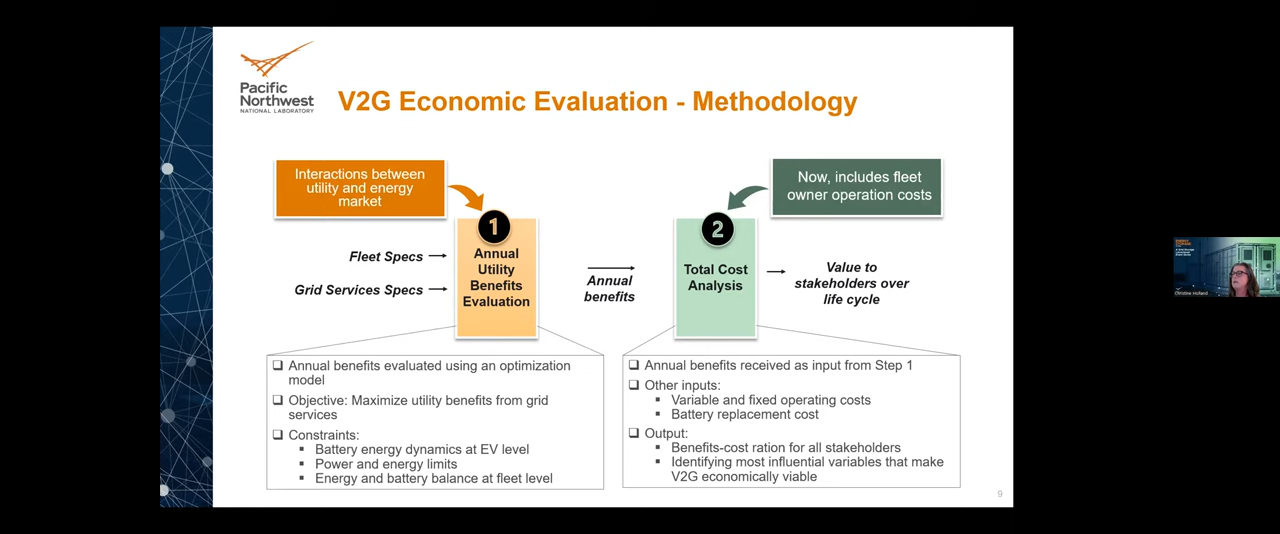 Pacific
Northwest
NATIONAL LABORATORY
V2G Economic Evaluation - Methodology
Interactions between
utility and energy
market
Now, includes fleet
owner operation costs
1
Annual
Utility
Benefits
Evaluation
Fleet Specs
Grid Services Specs
Annual
benefits
2
Total Cost
Analysis
Value to
stakeholders over
life cycle
Annual benefits evaluated using an optimization
model
Objective: Maximize utility benefits from grid
services
Constraints:
Battery energy dynamics at EV level
Power and energy limits
Energy and battery balance at fleet level
Annual benefits received as input from Step 1
Other inputs:
Variable and fixed operating costs
Battery replacement cost
Output:
Benefits-cost ration for all stakeholders
Identifying most influential variables that make
V2G economically viable
9
Christine Holland